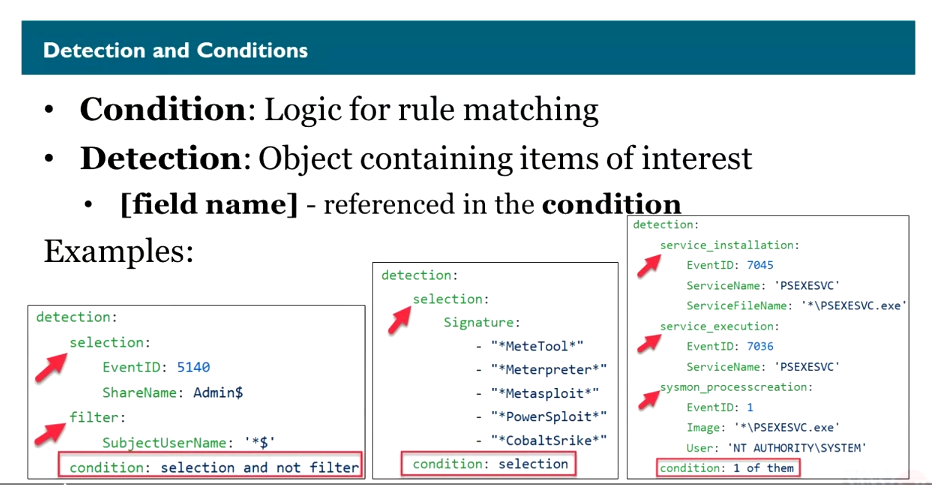 Detection and Conditions
• Condition: Logic for rule matching
• Detection: Object containing items of interest
• [field name] - referenced in the condition
Examples:
detection:
selection:
EventID: 5140
ShareName: Admin$
filter:
SubjectUserName: '*$'
condition: selection and not filter
detection:
selection:
Signature:
- "*MeteTool*"
- "*Meterpreter*"
- "*Metasploit*"
- "*PowerSploit*"
- "*CobaltSrike*"
condition: selection
detection:
service_installation:
EventID: 7045
ServiceName: 'PSEXESVC'
ServiceFileName: '*\PSEXESVC.exe'
service_execution:
EventID: 7036
ServiceName: 'PSEXESVC'
sysmon_processcreation:
EventID: 1
Image: '*\PSEXESVC.exe'
User: 'NT AUTHORITY\SYSTEM'
condition: 1 of them